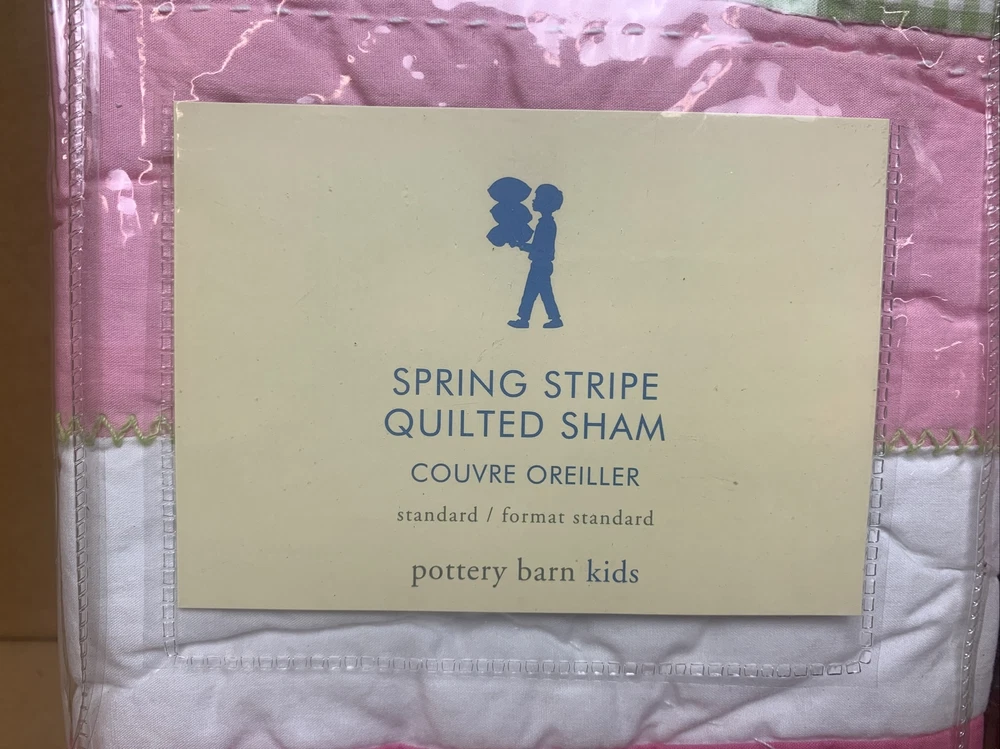 SPRING STRIPE
QUILTED SHAM
COUVRE OREILLER
standard / format standard
pottery barn kids